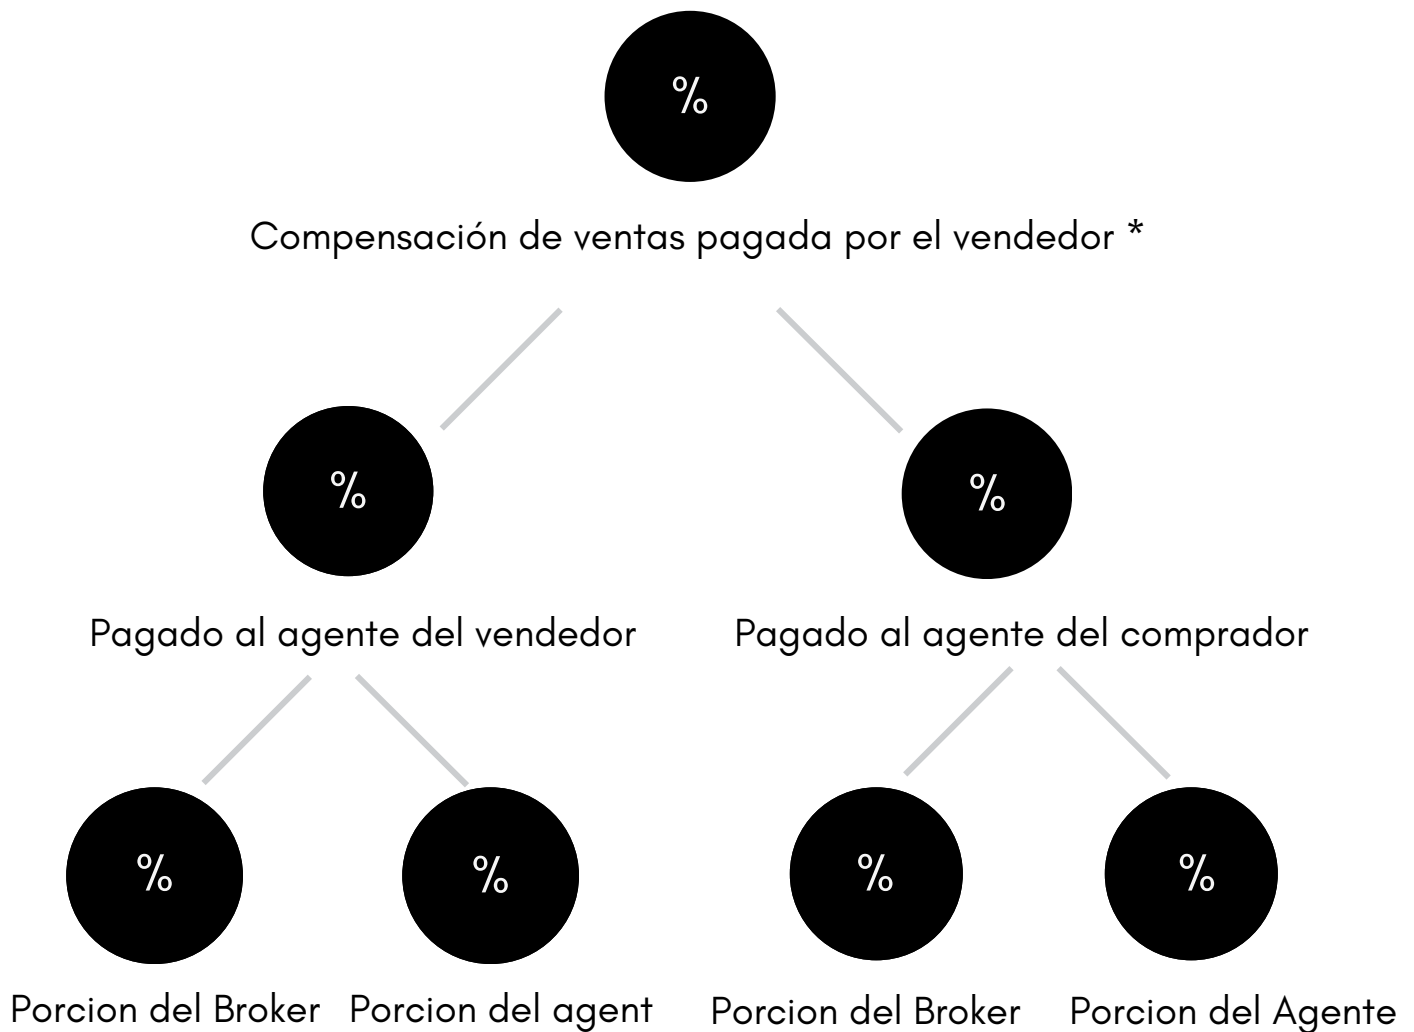 %
Compensación de ventas pagada por el vendedor *
%
%
Pagado al agente del vendedor
Pagado al agente del comprador
%
%
%
%
Porcion del Broker
Porcion del agent
Porcion del Broker
Porcion del Agente